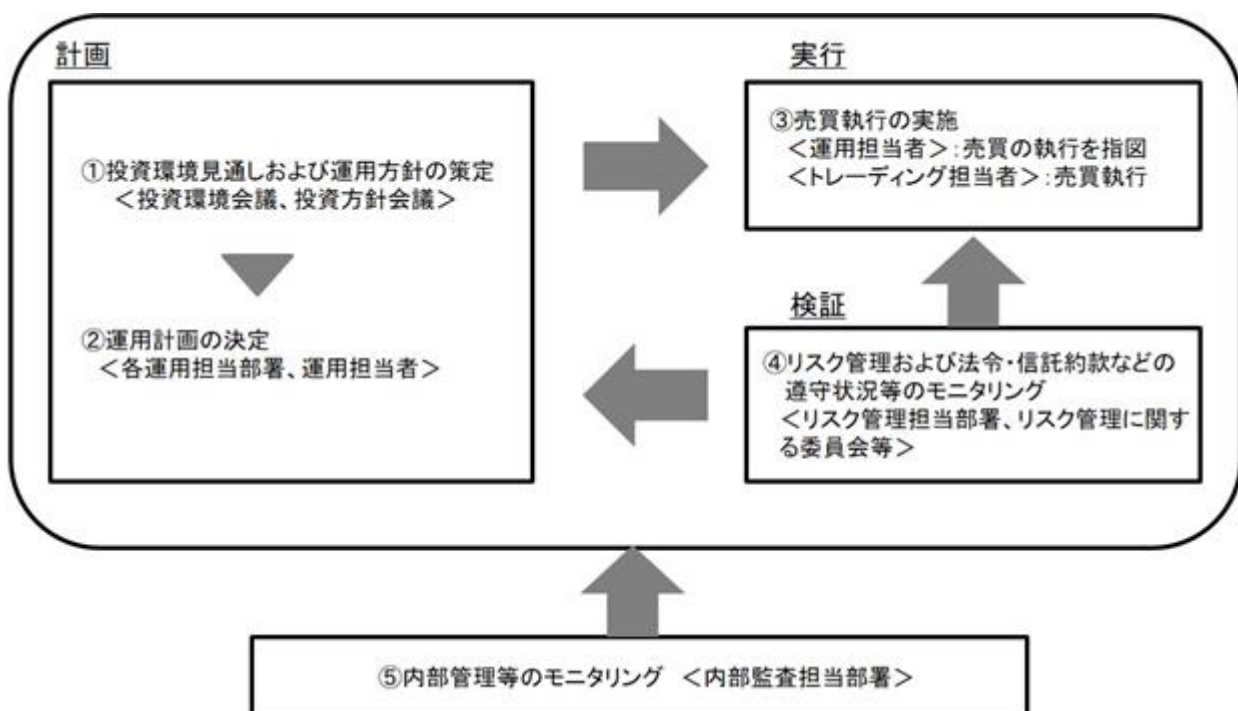 計画
①投資環境見通しおよび運用方針の策定
＜投資環境会議、投資方針会議＞
②運用計画の決定
＜各運用担当部署、運用担当者＞
実行
③売買執行の実施
＜運用担当者＞：売買の執行を指図
＜トレーディング担当者＞：売買執行
検証
④リスク管理および法令・信託約款などの
遵守状況等のモニタリング
＜リスク管理担当部署、リスク管理に関す
る委員会等＞
⑤内部管理等のモニタリング ＜内部監査担当部署＞